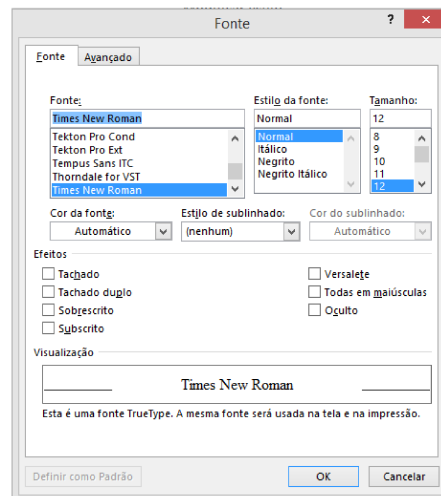 Fonte
Fonte Avançado
Fonte: Estilo da fonte: Tamanho:
Times New Roman Normal 12
Tekton Pro Cond Normal 8
Tekton Pro Ext Itálico 9
Tempus Sans ITC Negrito 10
Thorndale for VST Negrito Itálico 11
Times New Roman 12
Cor da fonte: Estilo de sublinhado: Cor do sublinhado:
Automático (nenhum) Automático
Efeitos
Tachado Versalete
Tachado duplo Todas em maiúsculas
Sobrescrito Oculto
Subscrito
Visualização
Times New Roman
Esta é uma fonte TrueType. A mesma fonte será usada na tela e na impressão.
Definir como Padrão OK Cancelar